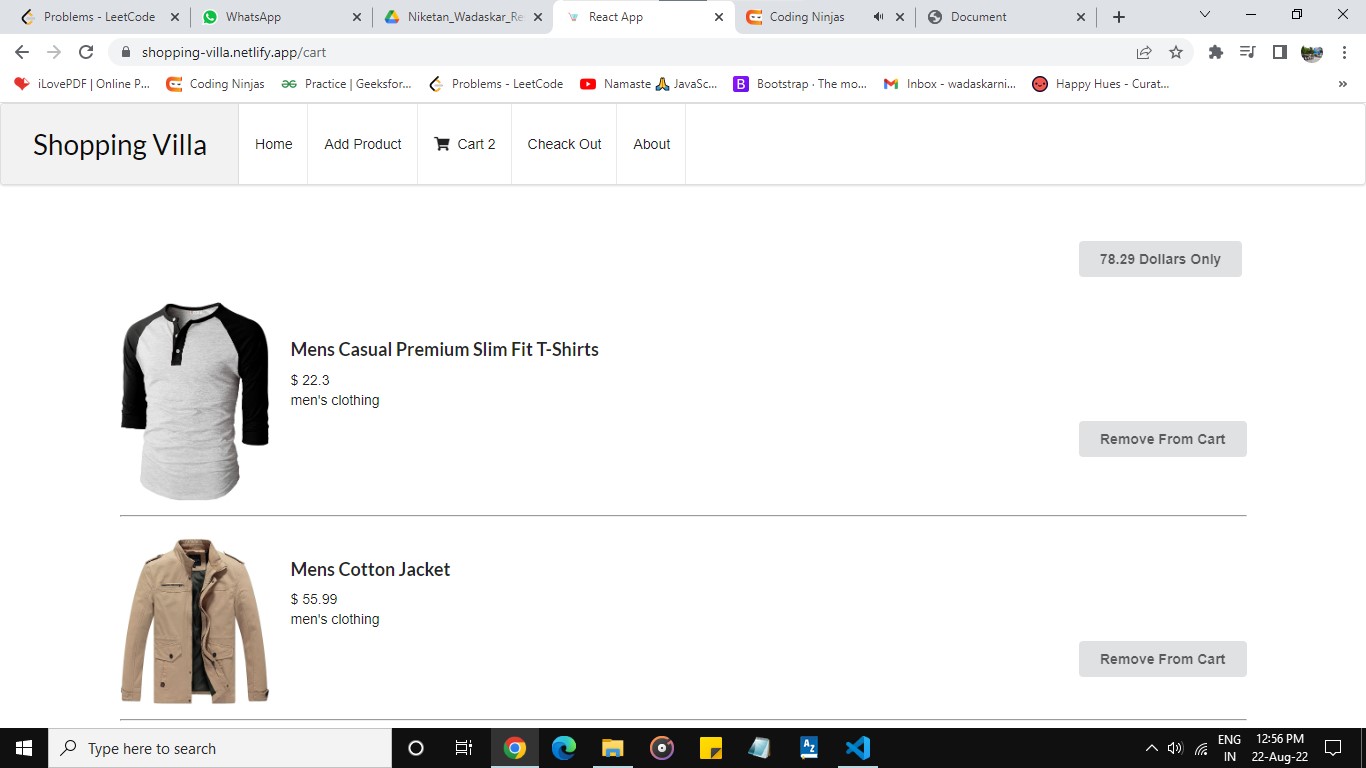 Problems - LeetCode
WhatsApp
Niketan_Wadaskar_Re
React App
Coding Ninjas
Document
shopping-villa.netlify.app/cart
iLovePDF | Online P...
Coding Ninjas
Practice | Geeksfor...
Problems - LeetCode
Namaste 🙏 JavaSc...
B
Bootstrap · The mo...
Inbox - wadaskarni...
Happy Hues - Curat...
»
Shopping Villa
Home
Add Product
Cart 2
Cheack Out
About
78.29 Dollars Only
Mens Casual Premium Slim Fit T-Shirts
$ 22.3
men's clothing
Remove From Cart
Mens Cotton Jacket
$ 55.99
men's clothing
Remove From Cart
Type here to search
ENG
IN
12:56 PM
22-Aug-22